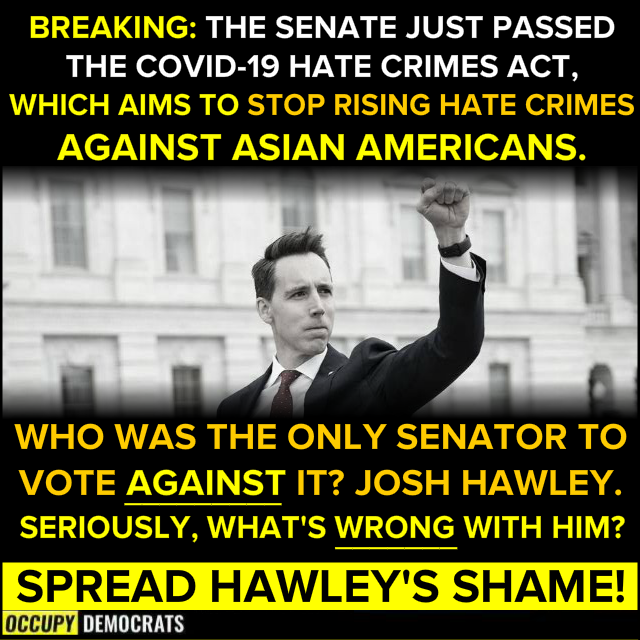 BREAKING: THE SENATE JUST PASSED
THE COVID-19 HATE CRIMES ACT,
WHICH AIMS TO STOP RISING HATE CRIMES
AGAINST ASIAN AMERICANS.
WHO WAS THE ONLY SENATOR TO
VOTE AGAINST IT? JOSH HAWLEY.
SERIOUSLY, WHAT'S WRONG WITH HIM?
SPREAD HAWLEY'S SHAME!
OCCUPY DEMOCRATS